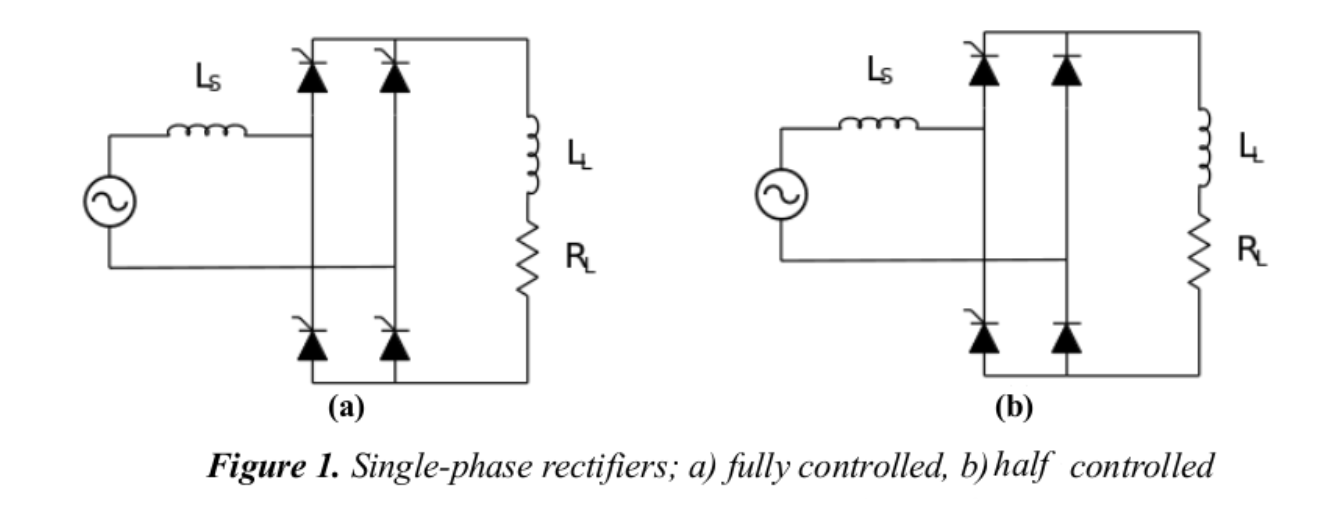 Ls
LL
RL
(a)
Ls
LL
RL
(b)
Figure 1. Single-phase rectifiers; a) fully controlled, b) half controlled